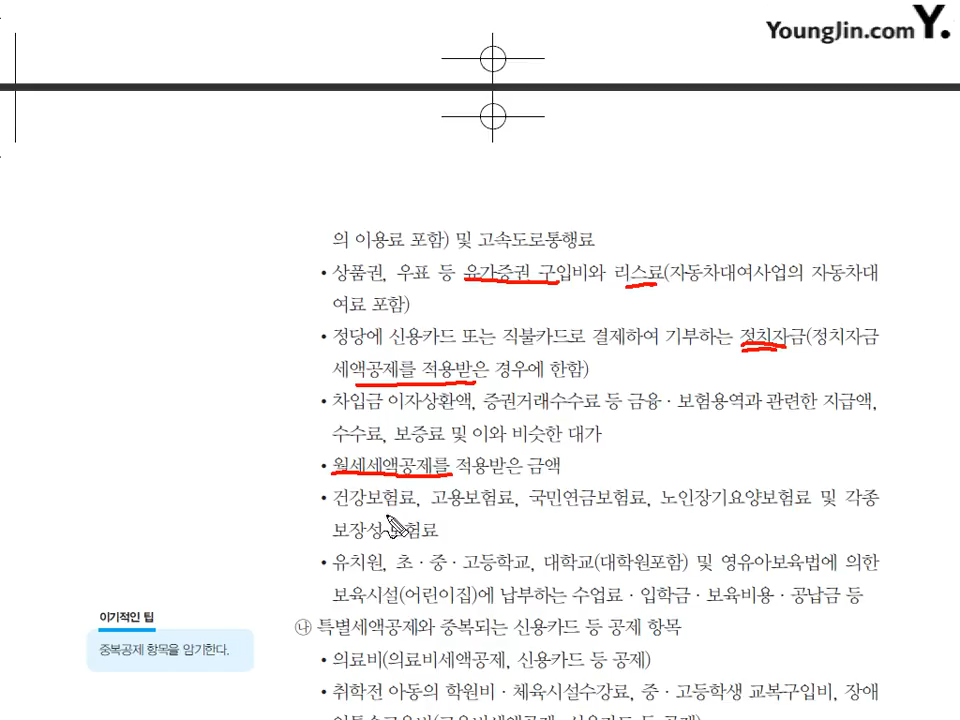 YoungJin.com Y.
의 이용료 포함) 및 고속도로통행료
• 상품권, 우표 등 유가증권 구입비와 리스료(자동차대여사업의 자동차대
여료 포함)
• 정당에 신용카드 또는 직불카드로 결제하여 기부하는 정치자금(정치자금
세액공제를 적용받은 경우에 한함)
• 차입금 이자상환액, 증권거래수수료 등 금융·보험용역과 관련한 지급액,
수수료, 보증료 및 이와 비슷한 대가
• 월세세액공제를 적용받은 금액
• 건강보험료, 고용보험료, 국민연금보험료, 노인장기요양보험료 및 각종
보장성 보험료
• 유치원, 초·중·고등학교, 대학교(대학원포함) 및 영유아보육법에 의한
보육시설(어린이집)에 납부하는 수업료·입학금·보육비용·공납금 등
이기적인 팁
중복공제 항목을 암기한다.
㉯ 특별세액공제와 중복되는 신용카드 등 공제 항목
• 의료비(의료비세액공제, 신용카드 등 공제)
• 취학전 아동의 학원비·체육시설수강료, 중·고등학생 교복구입비, 장애